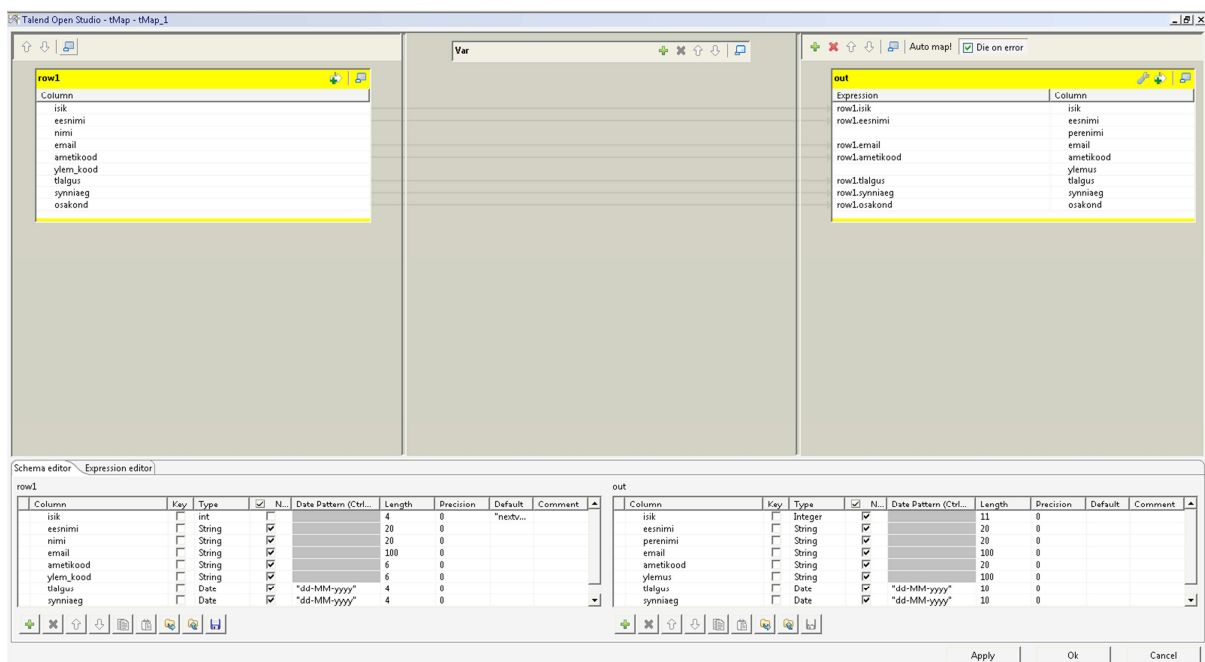 Talend Open Studio - tMap - tMap_1
Var
Auto map! Die on error
row1
Column
isik
eesnimi
nimi
email
ametikood
ylem_kood
tlalgus
synniaeg
osakond
out
Expression Column
row1.isik isik
row1.eesnimi eesnimi
perenimi
row1.email email
row1.ametikood ametikood
ylemus
row1.tlalgus tlalgus
row1.synniaeg synniaeg
row1.osakond osakond
Schema editor Expression editor
row1
Column Key Type N... Date Pattern (Ctrl... Length Precision Default Comment
isik int 4 0 "nextv...
eesnimi String 20 0
nimi String 20 0
email String 100 0
ametikood String 6 0
ylem_kood String 6 0
tlalgus Date "dd-MM-yyyy" 4 0
synniaeg Date "dd-MM-yyyy" 4 0
out
Column Key Type N... Date Pattern (Ctrl... Length Precision Default Comment
isik Integer 11 0
eesnimi String 20 0
perenimi String 20 0
email String 100 0
ametikood String 20 0
ylemus String 100 0
tlalgus Date "dd-MM-yyyy" 10 0
synniaeg Date "dd-MM-yyyy" 10 0
Apply Ok Cancel